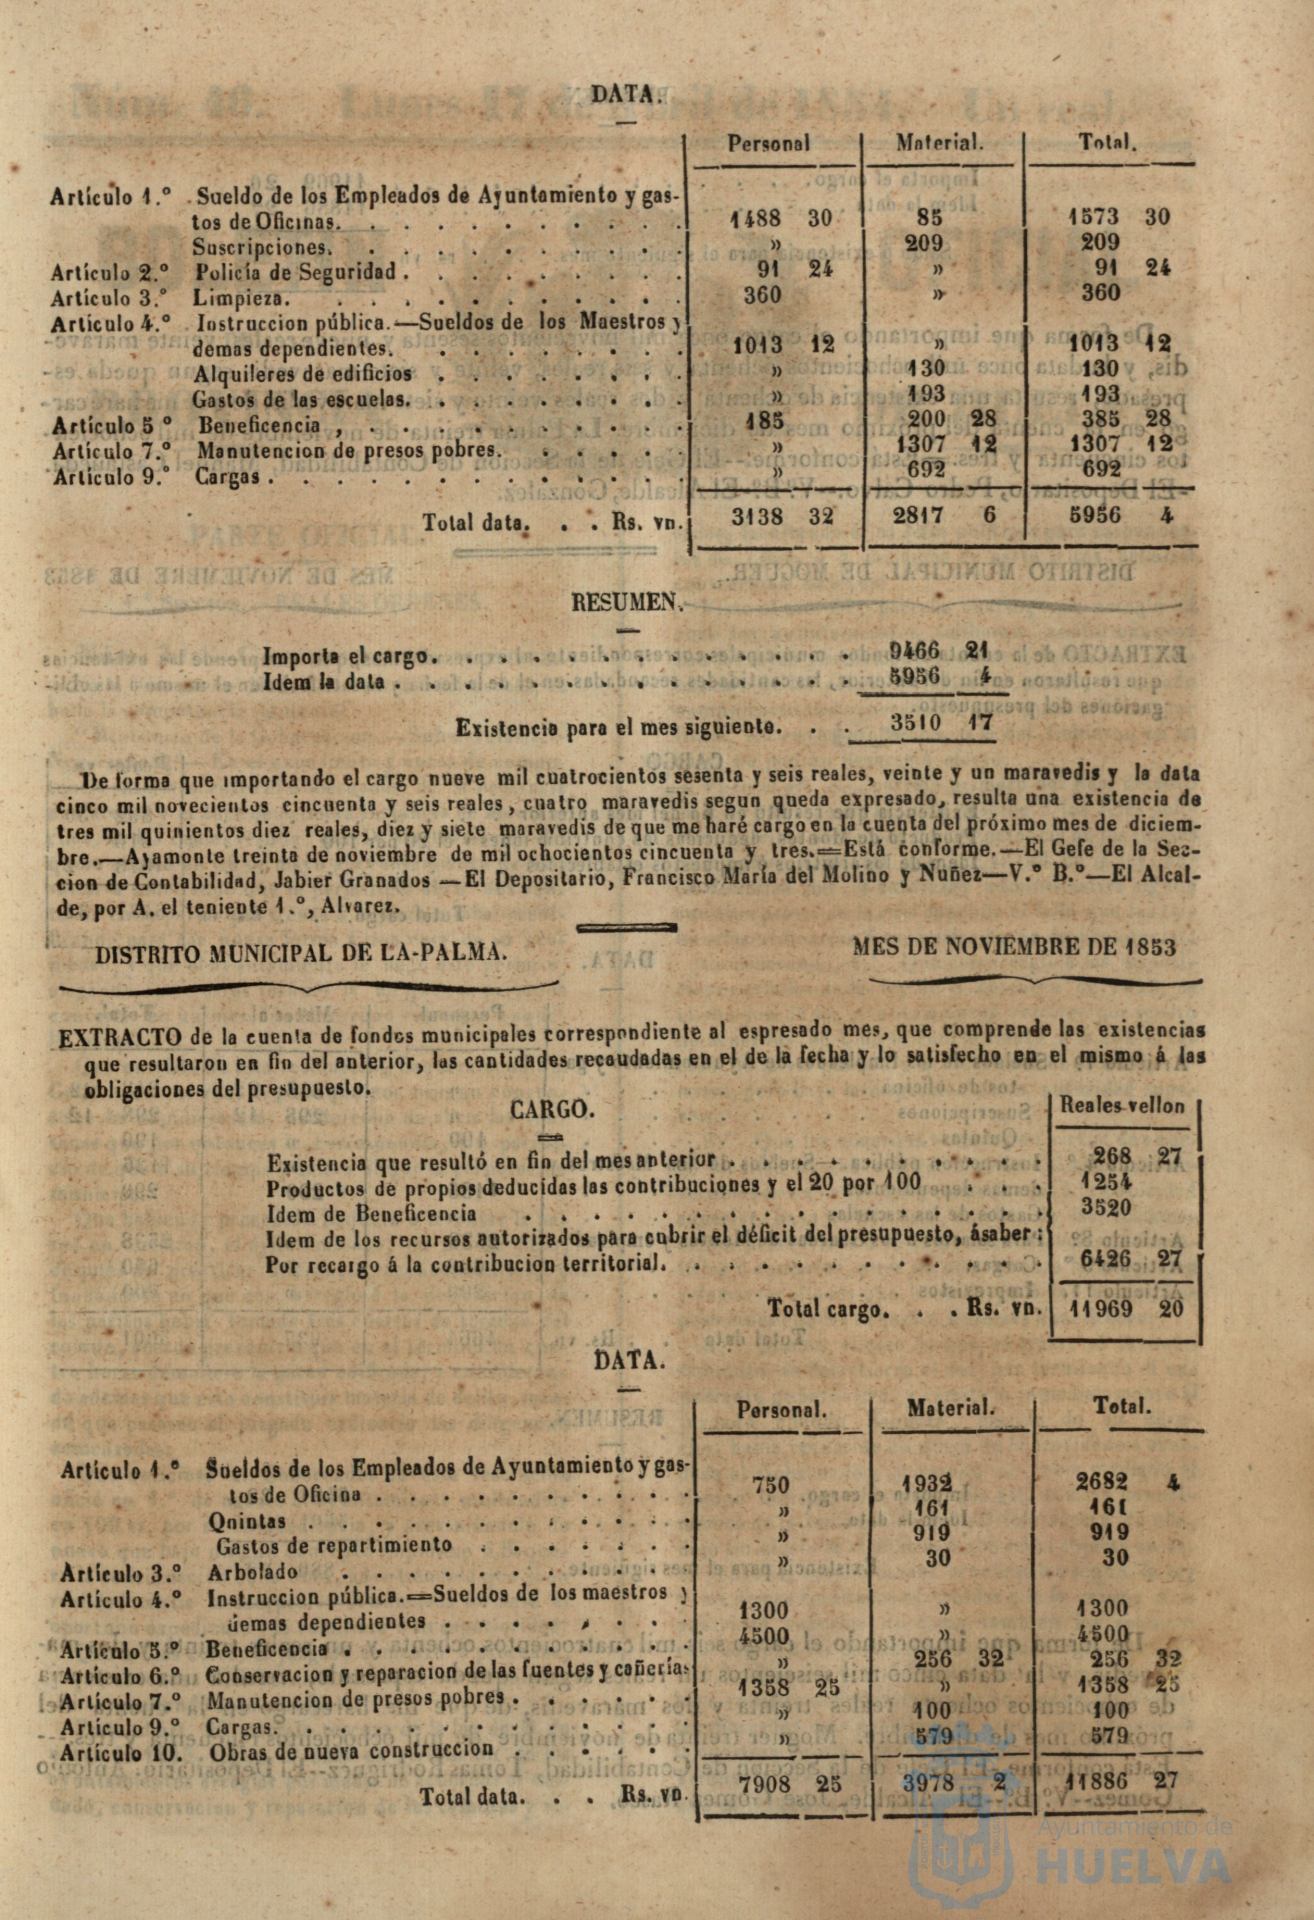 DATA.
Personal Material. Total.
Artículo 1.º Sueldo de los Empleados de Ayuntamiento y gas-
tos de Oficinas. 1488 30 85 1573 30
Suscripciones. » 209 209
Artículo 2.º Policía de Seguridad. 91 24 » 91 24
Artículo 3.º Limpieza. 360 » 360
Artículo 4.º Instruccion pública.—Sueldos de los Maestros y
demas dependientes. 1013 12 » 1013 12
Alquileres de edificios » 130 130
Gastos de las escuelas. » 193 193
Artículo 5º Beneficencia, 185 200 28 385 28
Artículo 7.º Manutencion de presos pobres. » 1307 12 1307 12
Artículo 9.º Cargas. » 692 692
Total data. . . Rs. vn. 3138 32 2817 6 5956 4
RESUMEN.
Importa el cargo. 9466 21
Idem la data. 5956 4
Existencia para el mes siguiente. . . 3510 17
De forma que importando el cargo nueve mil cuatrocientos sesenta y seis reales, veinte y un maravedis y la data
cinco mil novecientos cincuenta y seis reales, cuatro maravedis segun queda expresado, resulta una existencia de
tres mil quinientos diez reales, diez y siete maravedis de que me haré cargo en la cuenta del próximo mes de diciem-
bre.—Ayamonte treinta de noviembre de mil ochocientos cincuenta y tres.=Está conforme.—El Gefe de la Sec-
cion de Contabilidad, Jabier Granados—El Depositario, Francisco María del Molino y Nuñez—V.º B.º—El Alcal-
de, por A. el teniente 1.º, Alvarez.
DISTRITO MUNICIPAL DE LA-PALMA. MES DE NOVIEMBRE DE 1853
EXTRACTO de la cuenta de fondos municipales correspondiente al espresado mes, que comprende las existencias
que resultaron en fin del anterior, las cantidades recaudadas en el de la fecha y lo satisfecho en el mismo á las
obligaciones del presupuesto.
CARGO. Reales vellon
Existencia que resultó en fin del mes anterior. 268 27
Productos de propios deducidas las contribuciones y el 20 por 100 . . . 1254
Idem de Beneficencia 3520
Idem de los recursos autorizados para cubrir el déficit del presupuesto, ásaber:
Por recargo á la contribucion territorial. 6426 27
Total cargo. . . Rs. vn. 11969 20
DATA.
Personal. Material. Total.
Artículo 1.º Sueldos de los Empleados de Ayuntamiento y gas-
tos de Oficina. 750 1932 2682 4
Quintas » 161 161
Gastos de repartimiento » 919 919
Artículo 3.º Arbolado » 30 30
Artículo 4.º Instruccion pública.=Sueldos de los maestros y
demas dependientes 1300 » 1300
Artículo 5.º Beneficencia. 4500 » 4500
Artículo 6.º Conservacion y reparacion de las fuentes y cañerias » 256 32 256 32
Artículo 7.º Manutencion de presos pobres. 1358 25 » 1358 25
Artículo 9.º Cargas. » 100 100
Artículo 10. Obras de nueva construccion » 579 579
Total data. . . Rs. vn. 7908 25 3978 2 11886 27
Ayuntamiento de
HUELVA